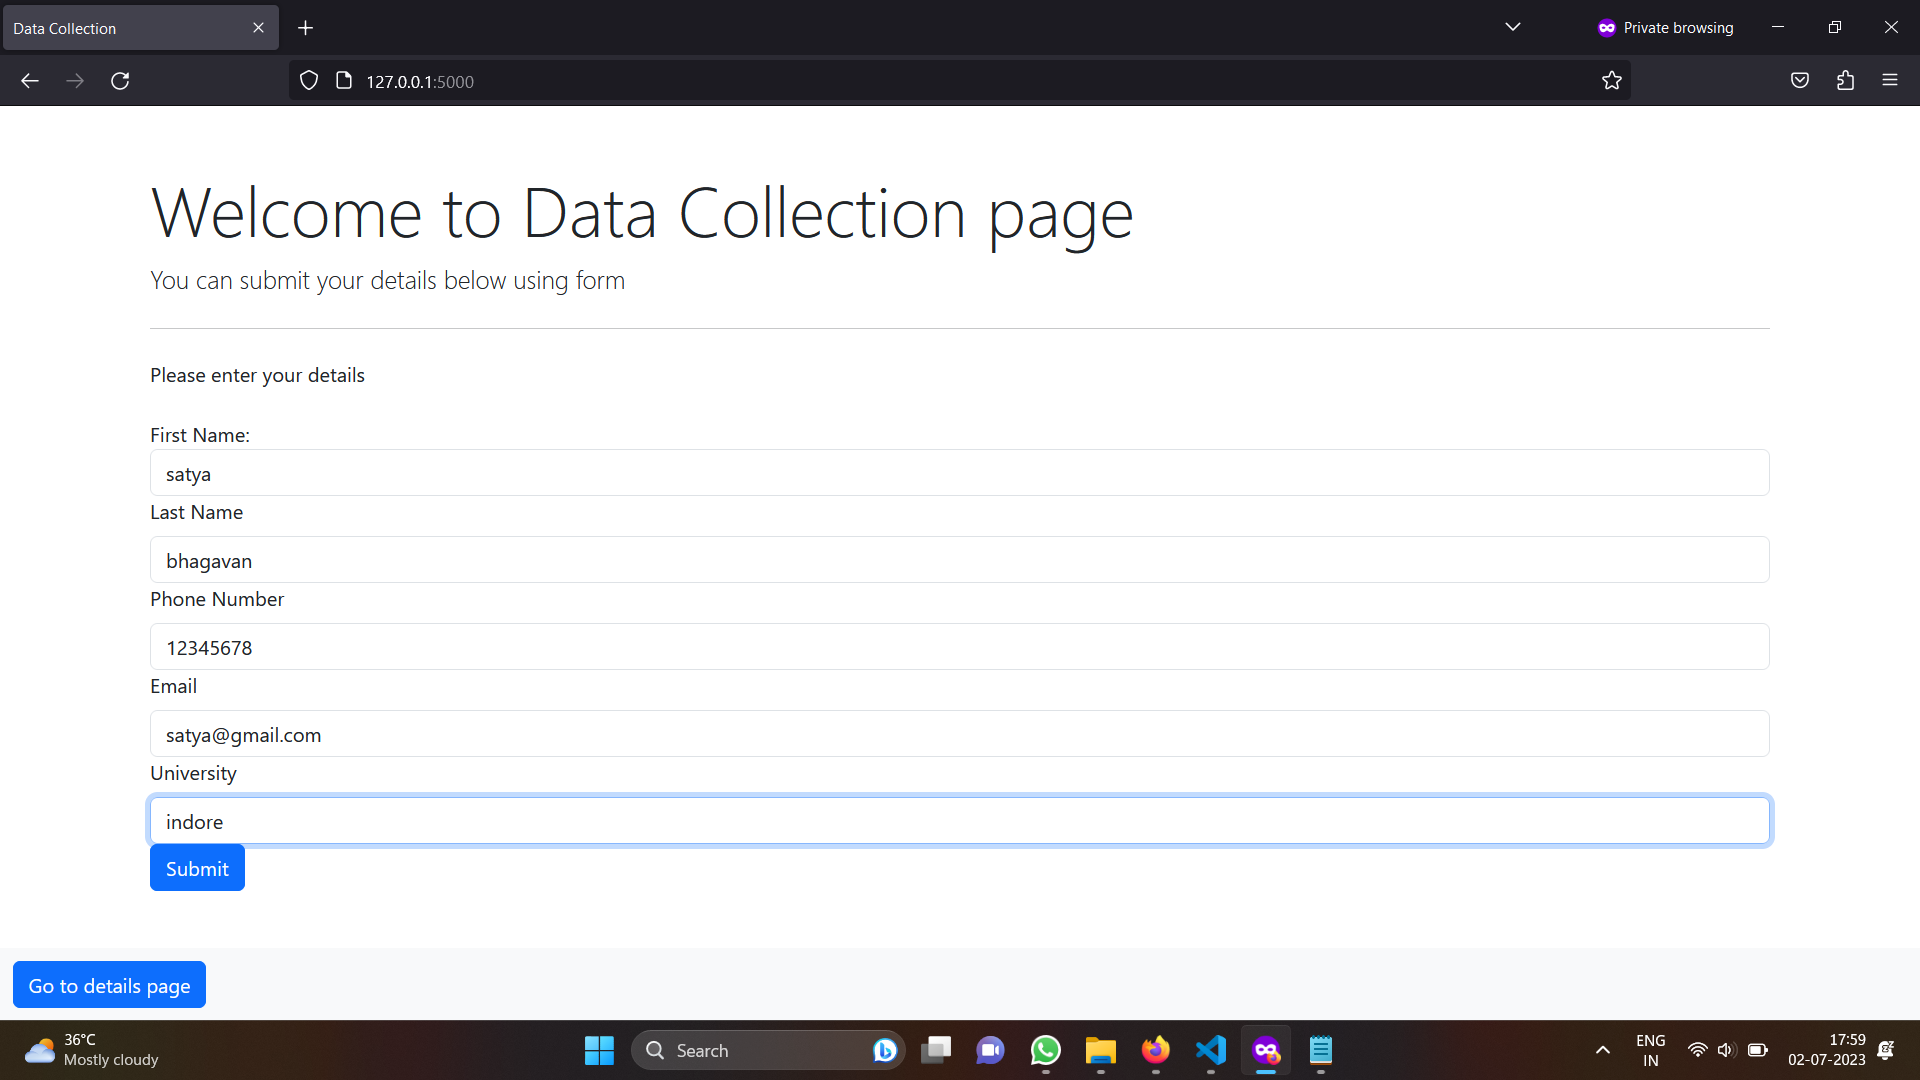 Data Collection
Private browsing
127.0.0.1:5000
Welcome to Data Collection page
You can submit your details below using form
Please enter your details
First Name:
satya
Last Name
bhagavan
Phone Number
12345678
Email
satya@gmail.com
University
indore
Submit
Go to details page
36°C
Mostly cloudy
Search
ENG
IN
17:59
02-07-2023